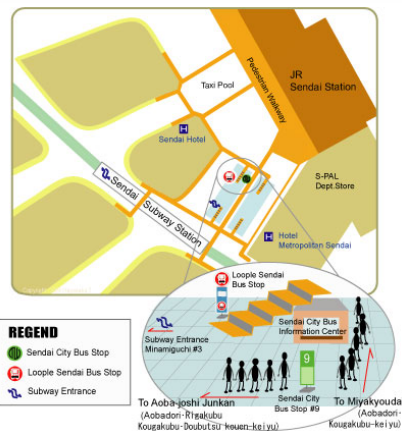 JR
Sendai Station
Pedestrian Walkway
Taxi Pool
H
Sendai Hotel
S-PAL
Dept.Store
Sendai
Subway Station
H
Hotel
Metropolitan Sendai
Loople Sendai
Bus Stop
Sendai City Bus
Information Center
Subway Entrance
Minamiguchi #3
9
Sendai City
Bus Stop #9
To Aoba-joshi Junkan
(Aobadori-Rigakubu
Kougakubu-Doubutsu kouen-keiyu)
To Miyakyouda
(Aobadori-
Kougakubu-keiyu)
REGEND
Sendai City Bus Stop
Loople Sendai Bus Stop
Subway Entrance